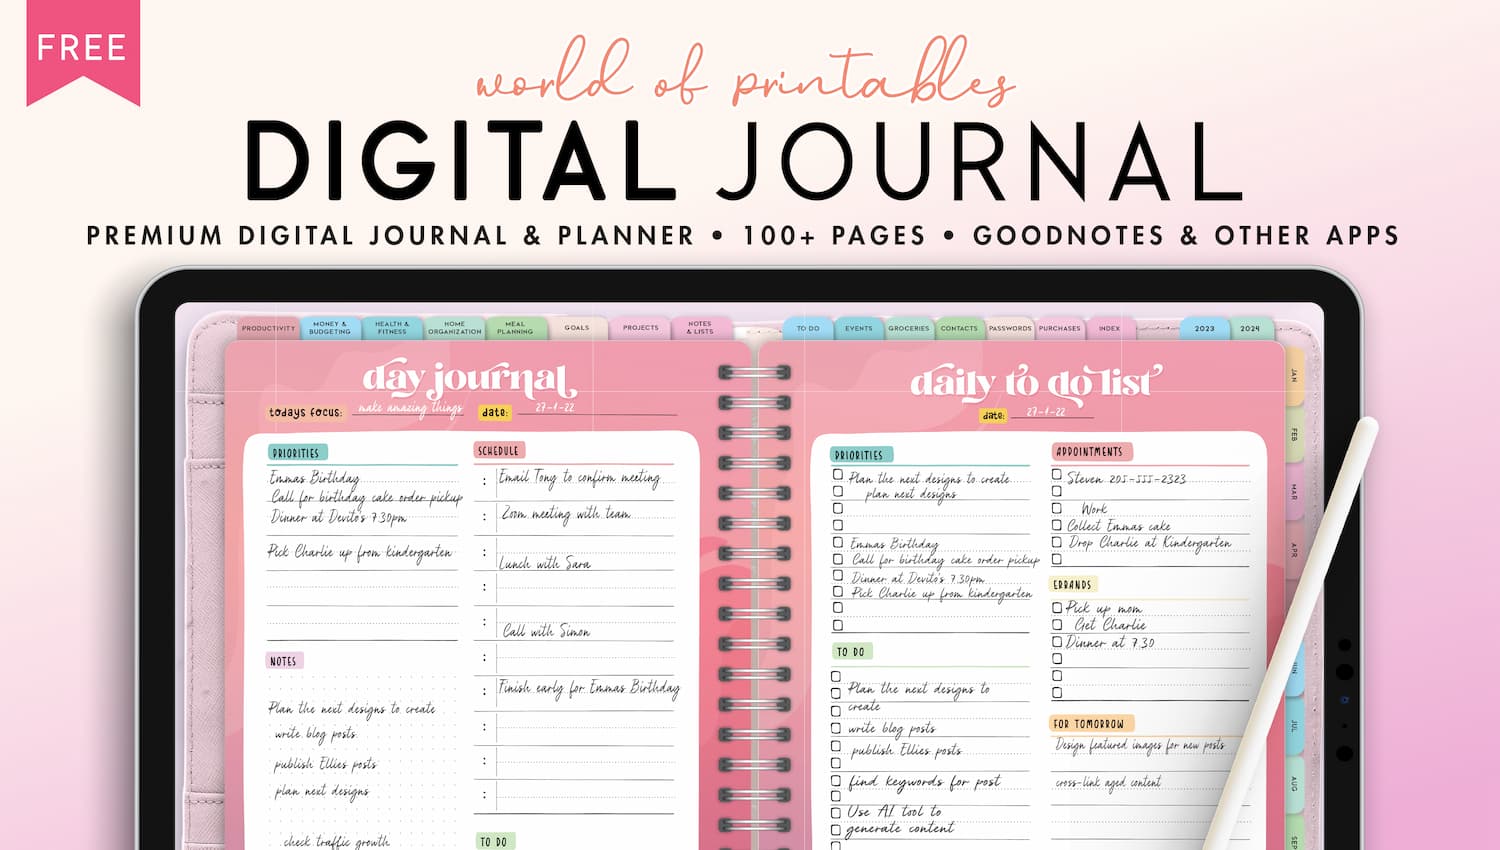 FREE
world of printables
DIGITAL JOURNAL
PREMIUM DIGITAL JOURNAL & PLANNER • 100+ PAGES • GOODNOTES & OTHER APPS
PRODUCTIVITY
MONEY &
BUDGETING
HEALTH &
FITNESS
HOME
ORGANIZATION
MEAL
PLANNING
GOALS
PROJECTS
NOTES
& LISTS
TO DO
EVENTS
GROCERIES
CONTACTS
PASSWORDS
PURCHASES
INDEX
2023
2024
day journal
todays focus: make amazing things date: 27-1-22
PRIORITIES
Emmas Birthday
Call for birthday cake order pickup
Dinner at Devito's 7.30pm
Pick Charlie up from kindergarten
NOTES
Plan the next designs to create
write blog posts
publish Ellies posts
plan next designs
check traffic growth
SCHEDULE
: Email Tony to confirm meeting
: Zoom meeting with team
:
Lunch with Sara
:
:
Call with Simon
:
: Finish early for Emmas Birthday
:
:
:
TO DO
daily to do list
date: 27-1-22
PRIORITIES
Plan the next designs to create
plan next designs
Emmas Birthday
Call for birthday cake order pickup
Dinner at Devito's 7.30pm
Pick Charlie up from kindergarten
TO DO
Plan the next designs to
create
write blog posts
publish Ellies posts
find keywords for post
Use AI tool to
generate content
APPOINTMENTS
Steven 205-555-2323
Work
Collect Emmas cake
Drop Charlie at Kindergarten
ERRANDS
Pick up mom
Get Charlie
Dinner at 7.30
FOR TOMORROW
Design featured images for new posts
cross-link aged content
JAN
FEB
MAR
APR
JUN
JUL
AUG
SEP